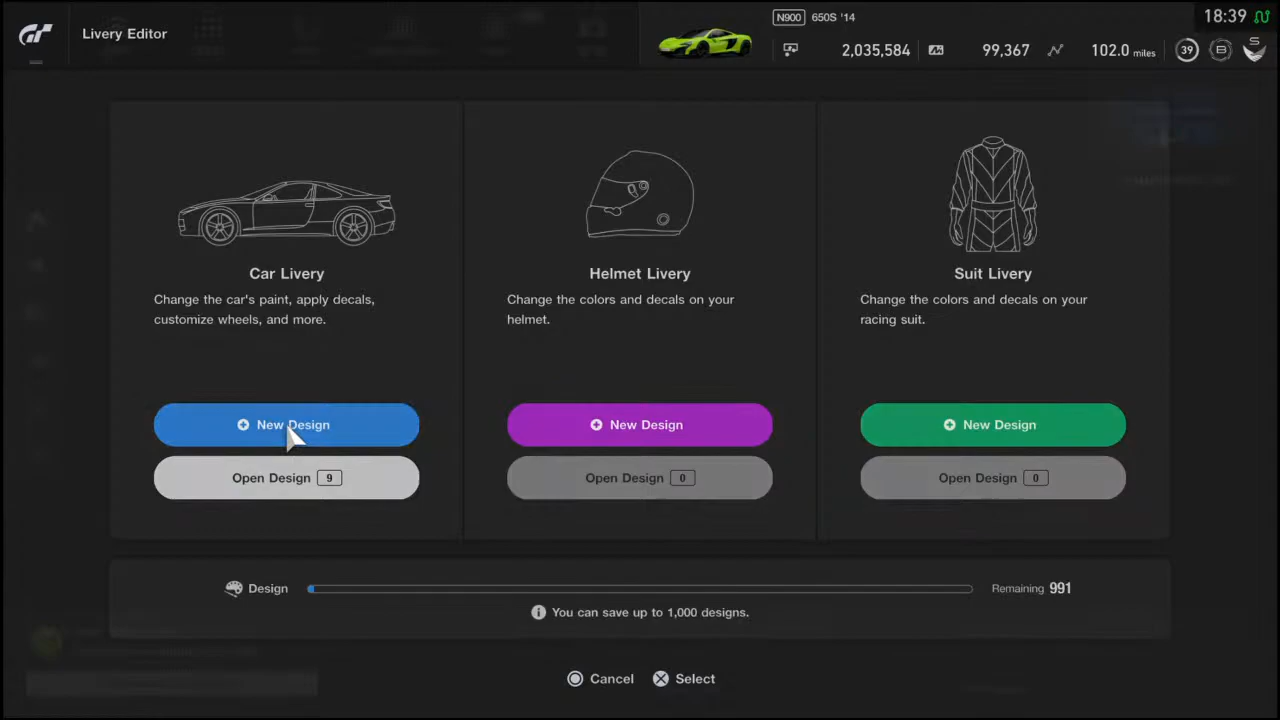 Livery Editor
N900 650S '14
18:39
2,035,584
99,367
102.0 miles
39
B
S
Car Livery
Change the car's paint, apply decals,
customize wheels, and more.
New Design
Open Design 9
Helmet Livery
Change the colors and decals on your
helmet.
New Design
Open Design 0
Suit Livery
Change the colors and decals on your
racing suit.
New Design
Open Design 0
Design
Remaining 991
You can save up to 1,000 designs.
Cancel
Select